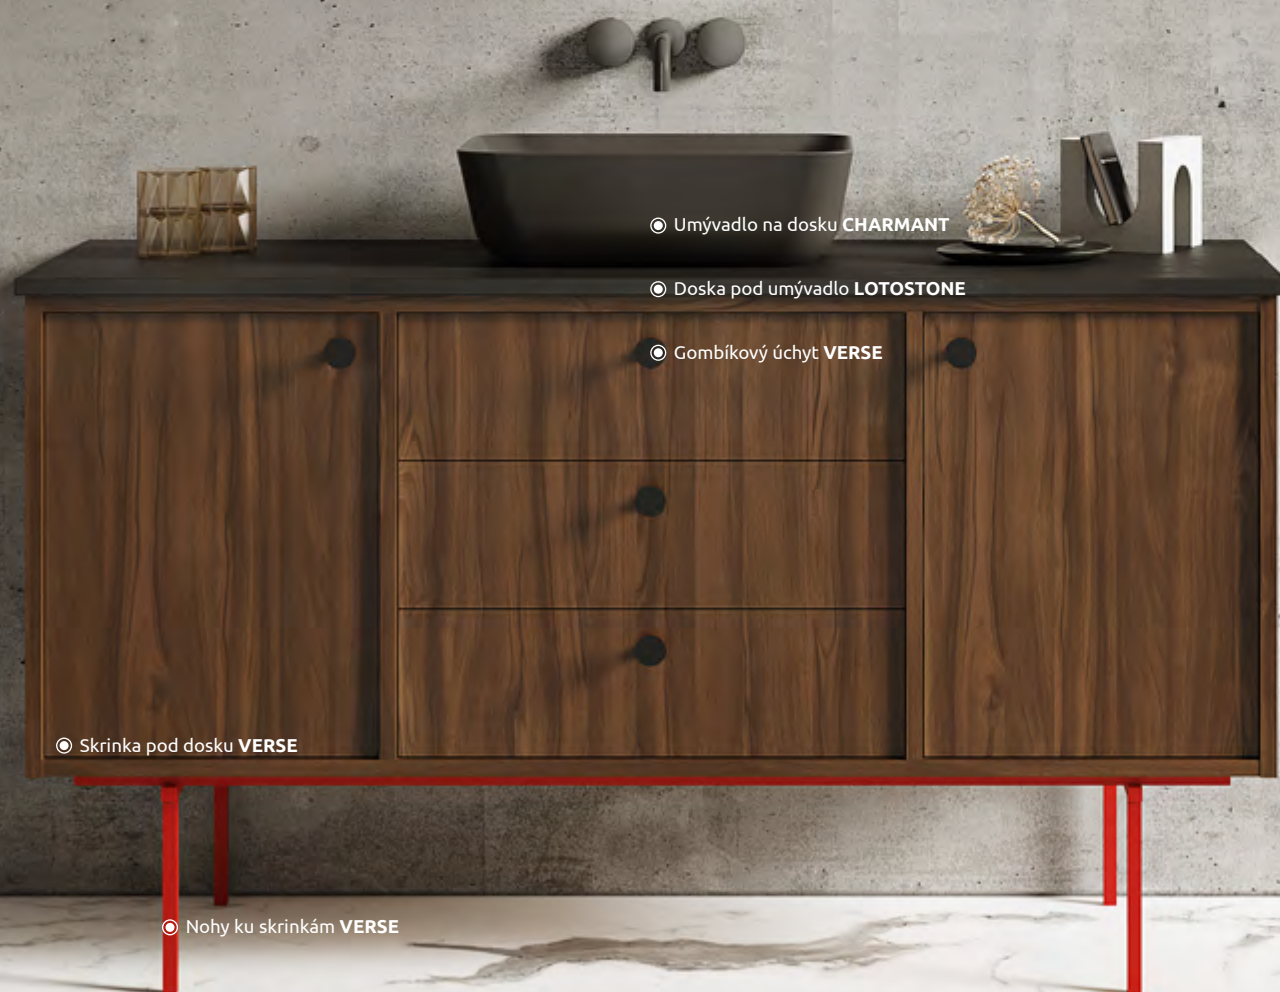 Umývadlo na dosku CHARMANT
Doska pod umývadlo LOTOSTONE
Gombíkový úchyt VERSE
Skrinka pod dosku VERSE
Nohy ku skrinkám VERSE